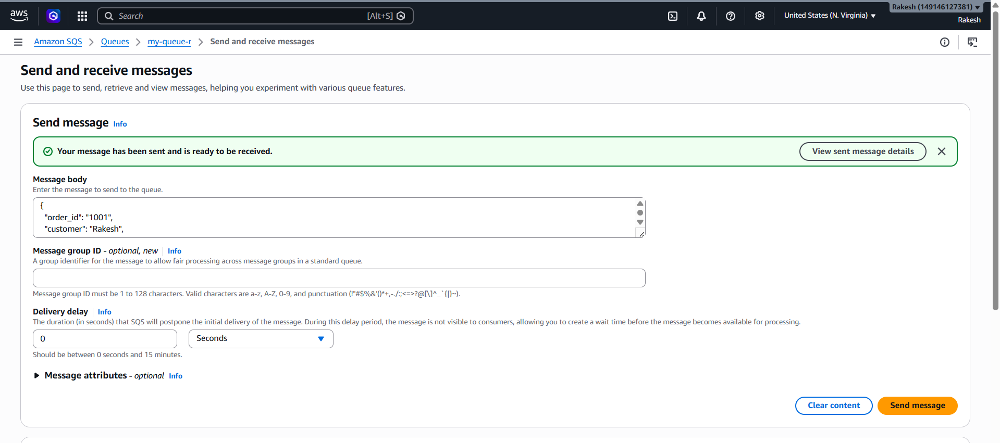 aws
Search [Alt+S]
United States (N. Virginia)
Rakesh (149146127381)
Rakesh
Amazon SQS
Queues
my-queue-r
Send and receive messages
Send and receive messages
Use this page to send, retrieve and view messages, helping you experiment with various queue features.
Send message Info
Your message has been sent and is ready to be received.
View sent message details
Message body
Enter the message to send to the queue.
{
"order_id": "1001",
"customer": "Rakesh",
Message group ID - optional, new Info
A group identifier for the message to allow fair processing across message groups in a standard queue.
Message group ID must be 1 to 128 characters. Valid characters are a-z, A-Z, 0-9, and punctuation (!"#$%&'()*+,-./:;<=>?@[\]^_`{|}~).
Delivery delay Info
The duration (in seconds) that SQS will postpone the initial delivery of the message. During this delay period, the message is not visible to consumers, allowing you to create a wait time before the message becomes available for processing.
0 Seconds
Should be between 0 seconds and 15 minutes.
Message attributes - optional Info
Clear content
Send message